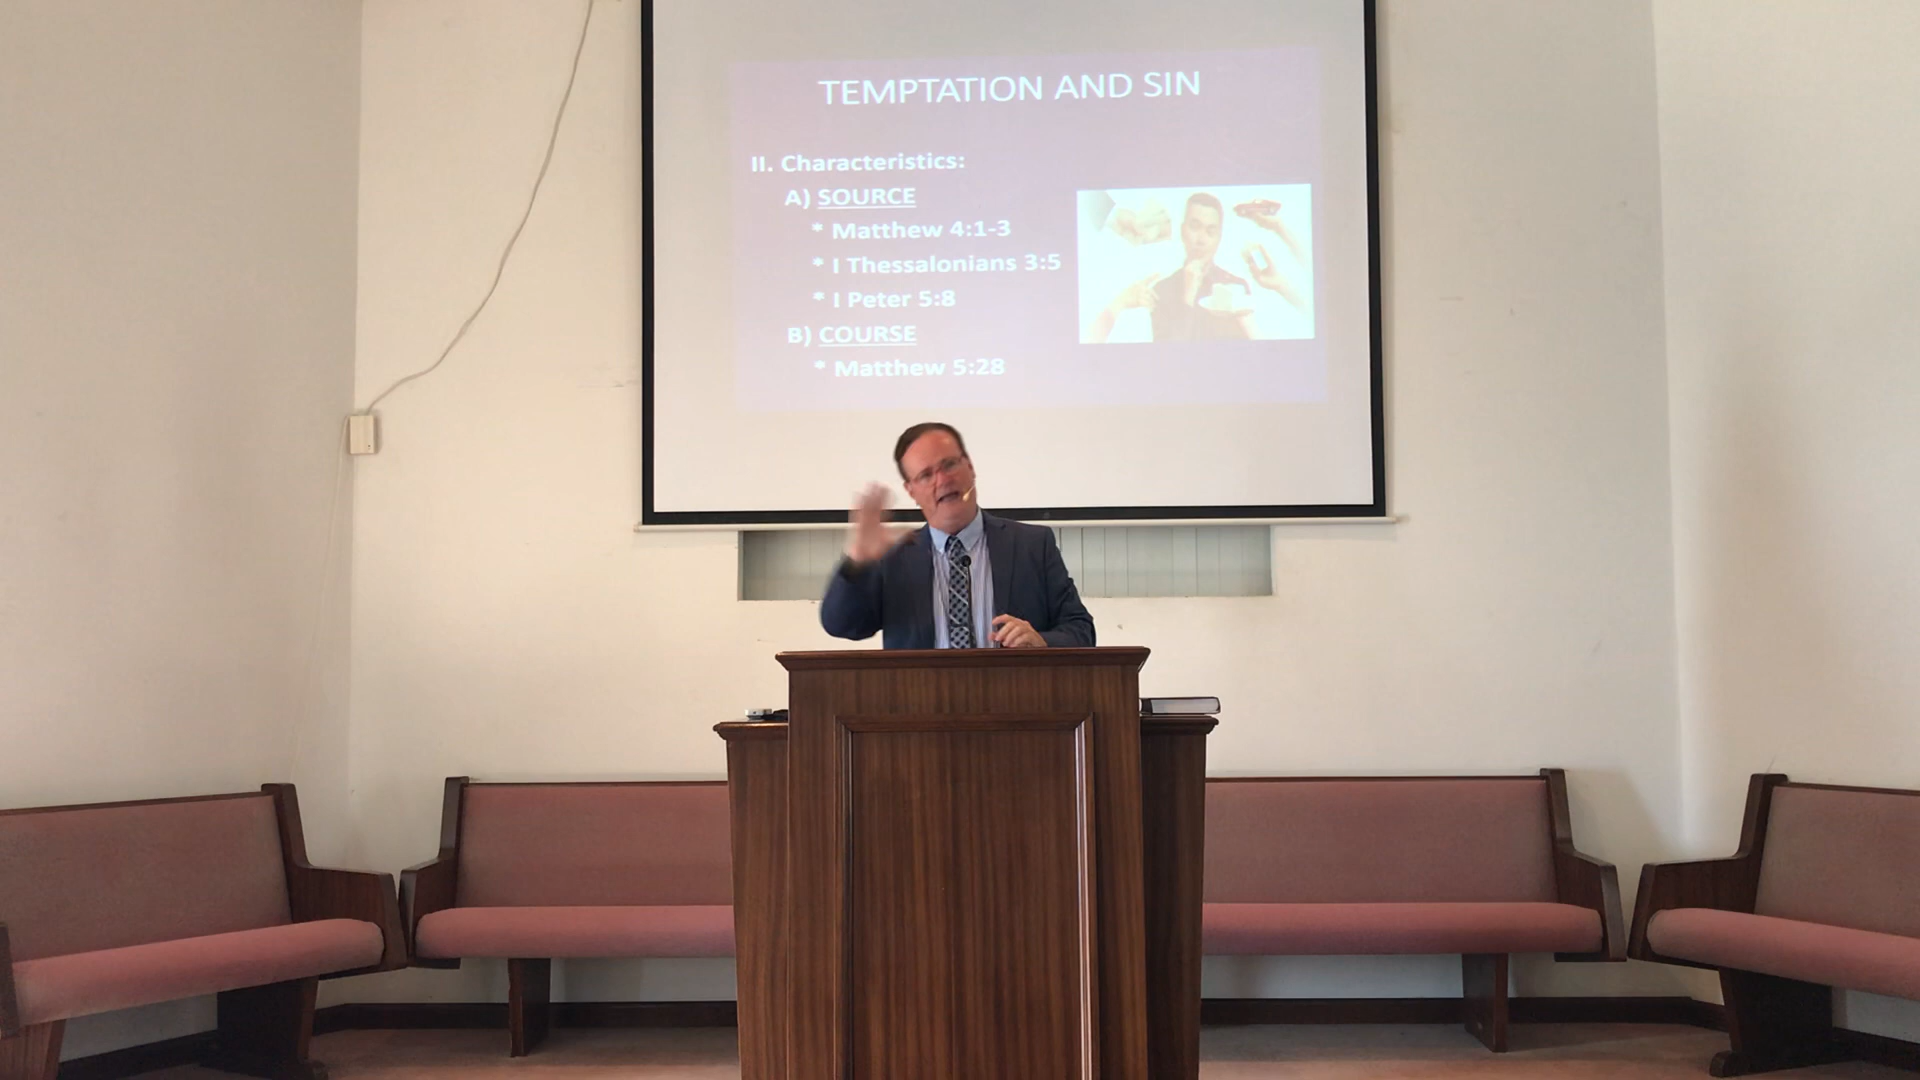 TEMPTATION AND SIN
II. Characteristics:
A) SOURCE
* Matthew 4:1-3
* I Thessalonians 3:5
* I Peter 5:8
B) COURSE
* Matthew 5:28